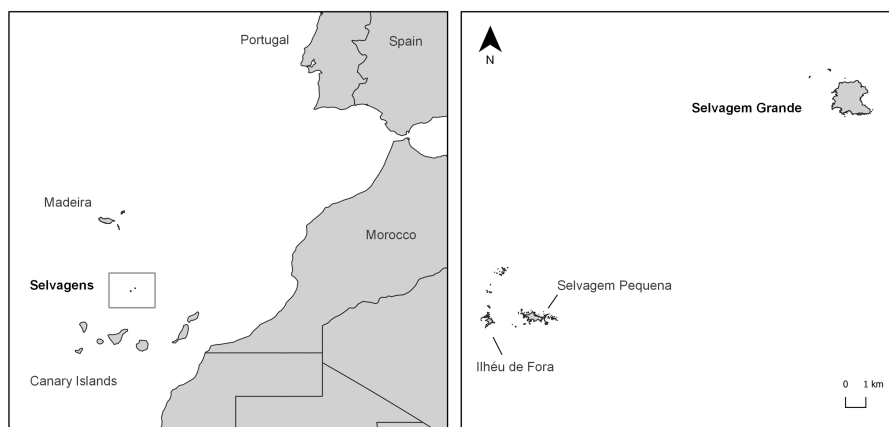 Portugal
Spain
Madeira
Morocco
Selvagens
Canary Islands
N
Selvagem Grande
Selvagem Pequena
Ilhéu de Fora
0 1 km